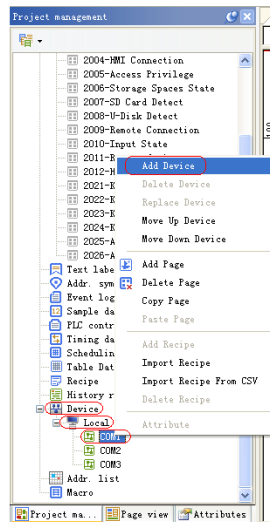 Project management
2004-HMI Connection
2005-Access Privilege
2006-Storage Spaces State
2007-SD Card Detect
2008-U-Disk Detect
2009-Remote Connection
2010-Input State
2011-R
2012-H
2021-K
2022-K
2023-K
2024-K
2025-A
2026-A
Text labe
Addr. sym
Event log
Sample da
PLC contr
Timing da
Schedulin
Table Dat
Recipe
History r
Device
Local
COM1
COM2
COM3
Addr. list
Macro
Add Device
Delete Device
Replace Device
Move Up Device
Move Down Device
Add Page
Delete Page
Copy Page
Paste Page
Add Recipe
Import Recipe
Import Recipe From CSV
Delete Recipe
Attribute
Project ma...
Page view
Attributes